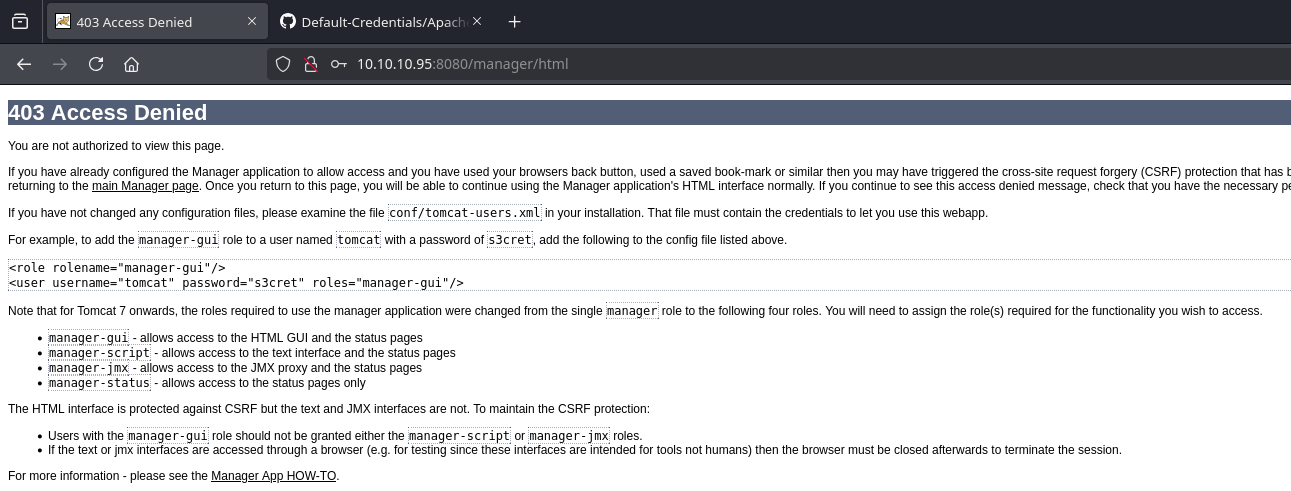 403 Access Denied
Default-Credentials/Apach
10.10.10.95:8080/manager/html
403 Access Denied
You are not authorized to view this page.
If you have already configured the Manager application to allow access and you have used your browsers back button, used a saved book-mark or similar then you may have triggered the cross-site request forgery (CSRF) protection that has b
returning to the main Manager page. Once you return to this page, you will be able to continue using the Manager application's HTML interface normally. If you continue to see this access denied message, check that you have the necessary pe
If you have not changed any configuration files, please examine the file conf/tomcat-users.xml in your installation. That file must contain the credentials to let you use this webapp.
For example, to add the manager-gui role to a user named tomcat with a password of s3cret, add the following to the config file listed above.
<role rolename="manager-gui"/>
<user username="tomcat" password="s3cret" roles="manager-gui"/>
Note that for Tomcat 7 onwards, the roles required to use the manager application were changed from the single manager role to the following four roles. You will need to assign the role(s) required for the functionality you wish to access.
• manager-gui - allows access to the HTML GUI and the status pages
• manager-script - allows access to the text interface and the status pages
• manager-jmx - allows access to the JMX proxy and the status pages
• manager-status - allows access to the status pages only
The HTML interface is protected against CSRF but the text and JMX interfaces are not. To maintain the CSRF protection:
• Users with the manager-gui role should not be granted either the manager-script or manager-jmx roles.
• If the text or jmx interfaces are accessed through a browser (e.g. for testing since these interfaces are intended for tools not humans) then the browser must be closed afterwards to terminate the session.
For more information - please see the Manager App HOW-TO.